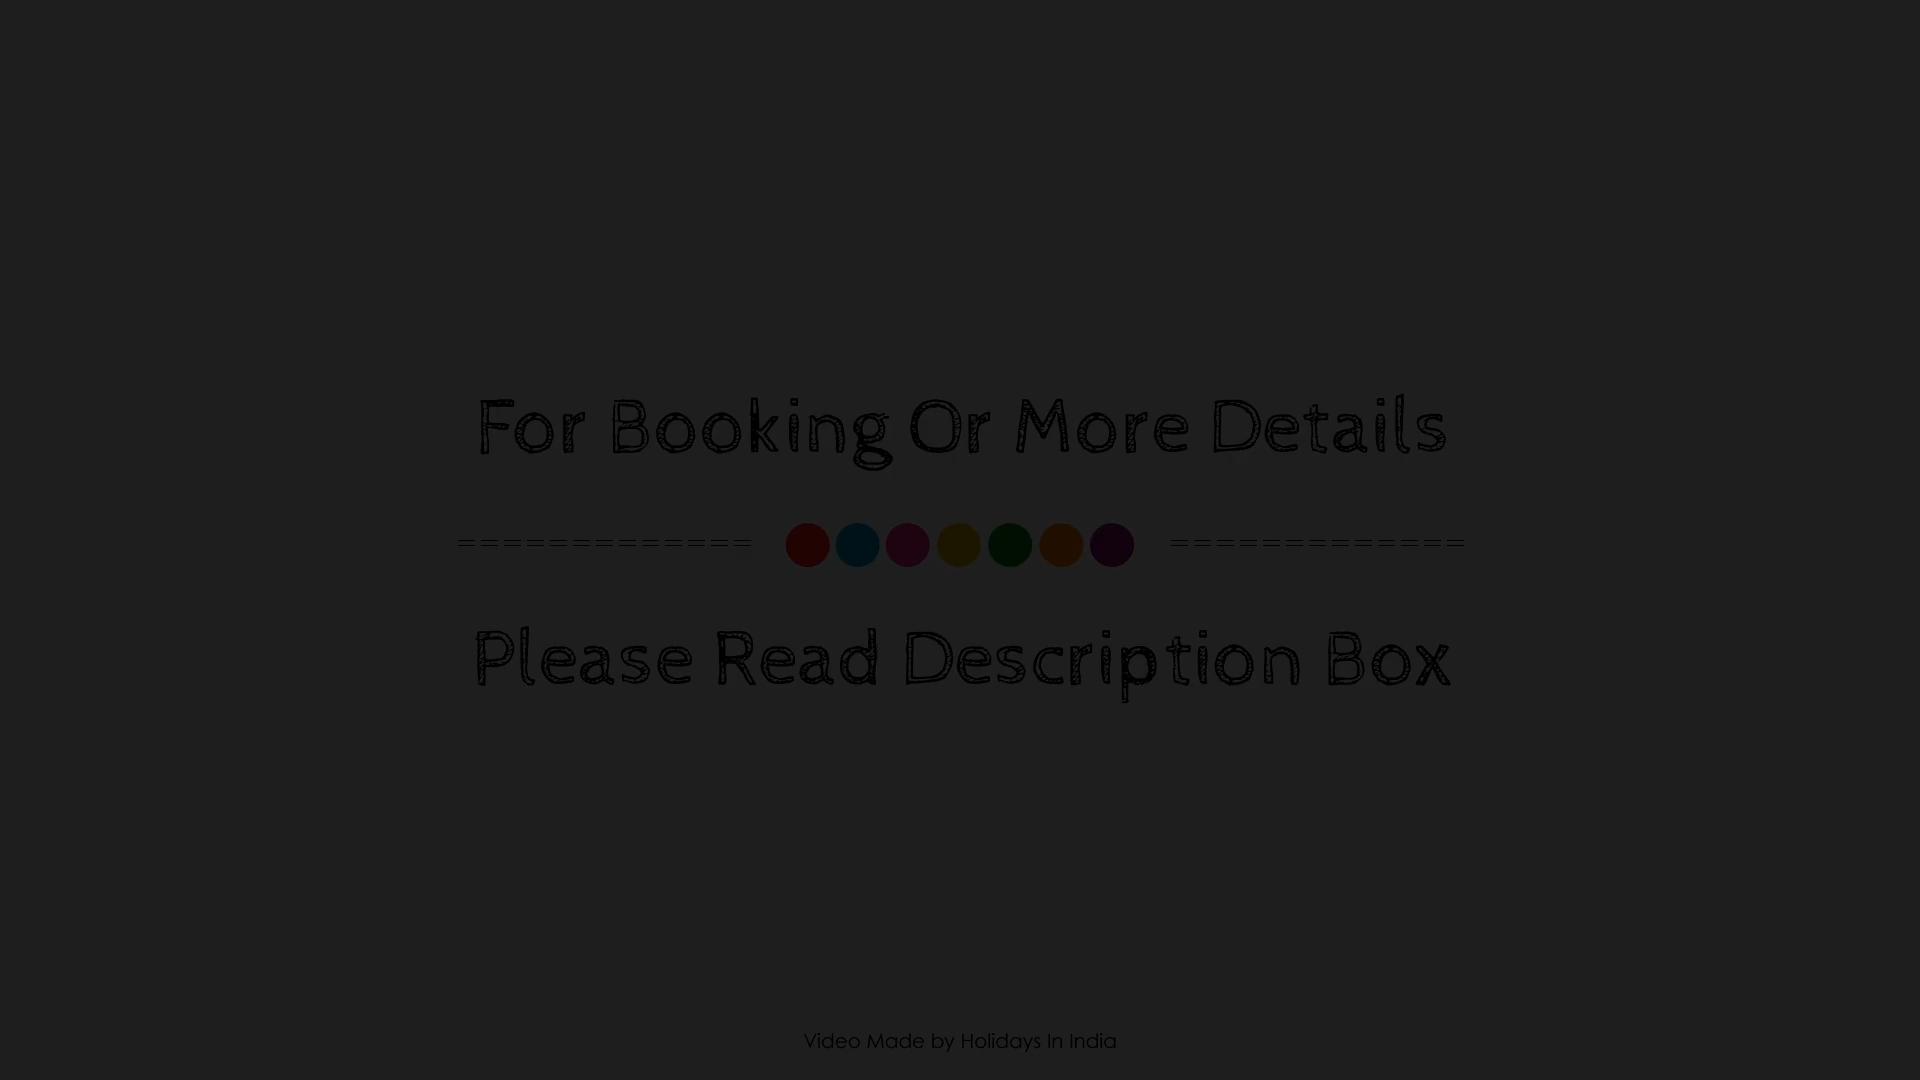 For Booking Or More Details
============= =============
Please Read Description Box
Video Made by Holidays In India